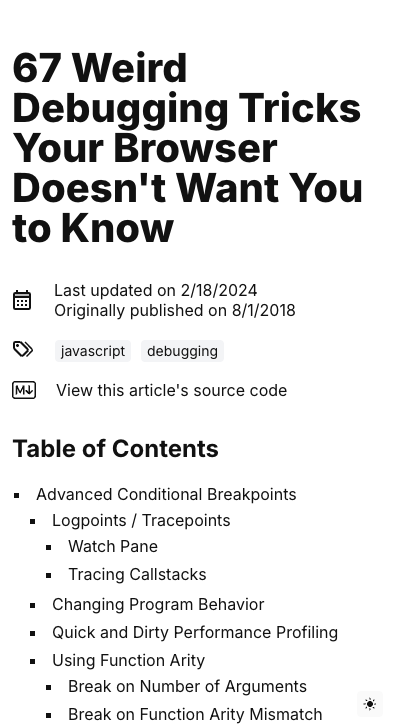 67 Weird
Debugging Tricks
Your Browser
Doesn't Want You
to Know
Last updated on 2/18/2024
Originally published on 8/1/2018
javascript debugging
View this article's source code
Table of Contents
Advanced Conditional Breakpoints
Logpoints / Tracepoints
Watch Pane
Tracing Callstacks
Changing Program Behavior
Quick and Dirty Performance Profiling
Using Function Arity
Break on Number of Arguments
Break on Function Arity Mismatch